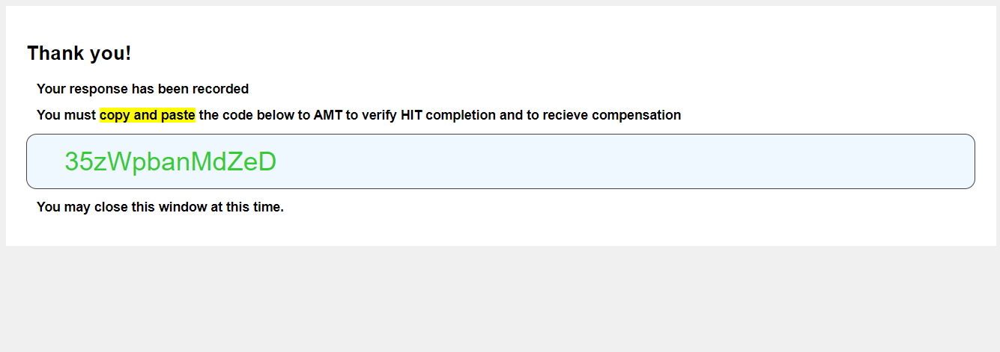 Thank you!
Your response has been recorded
You must copy and paste the code below to AMT to verify HIT completion and to recieve compensation
35zWpbanMdZeD
You may close this window at this time.